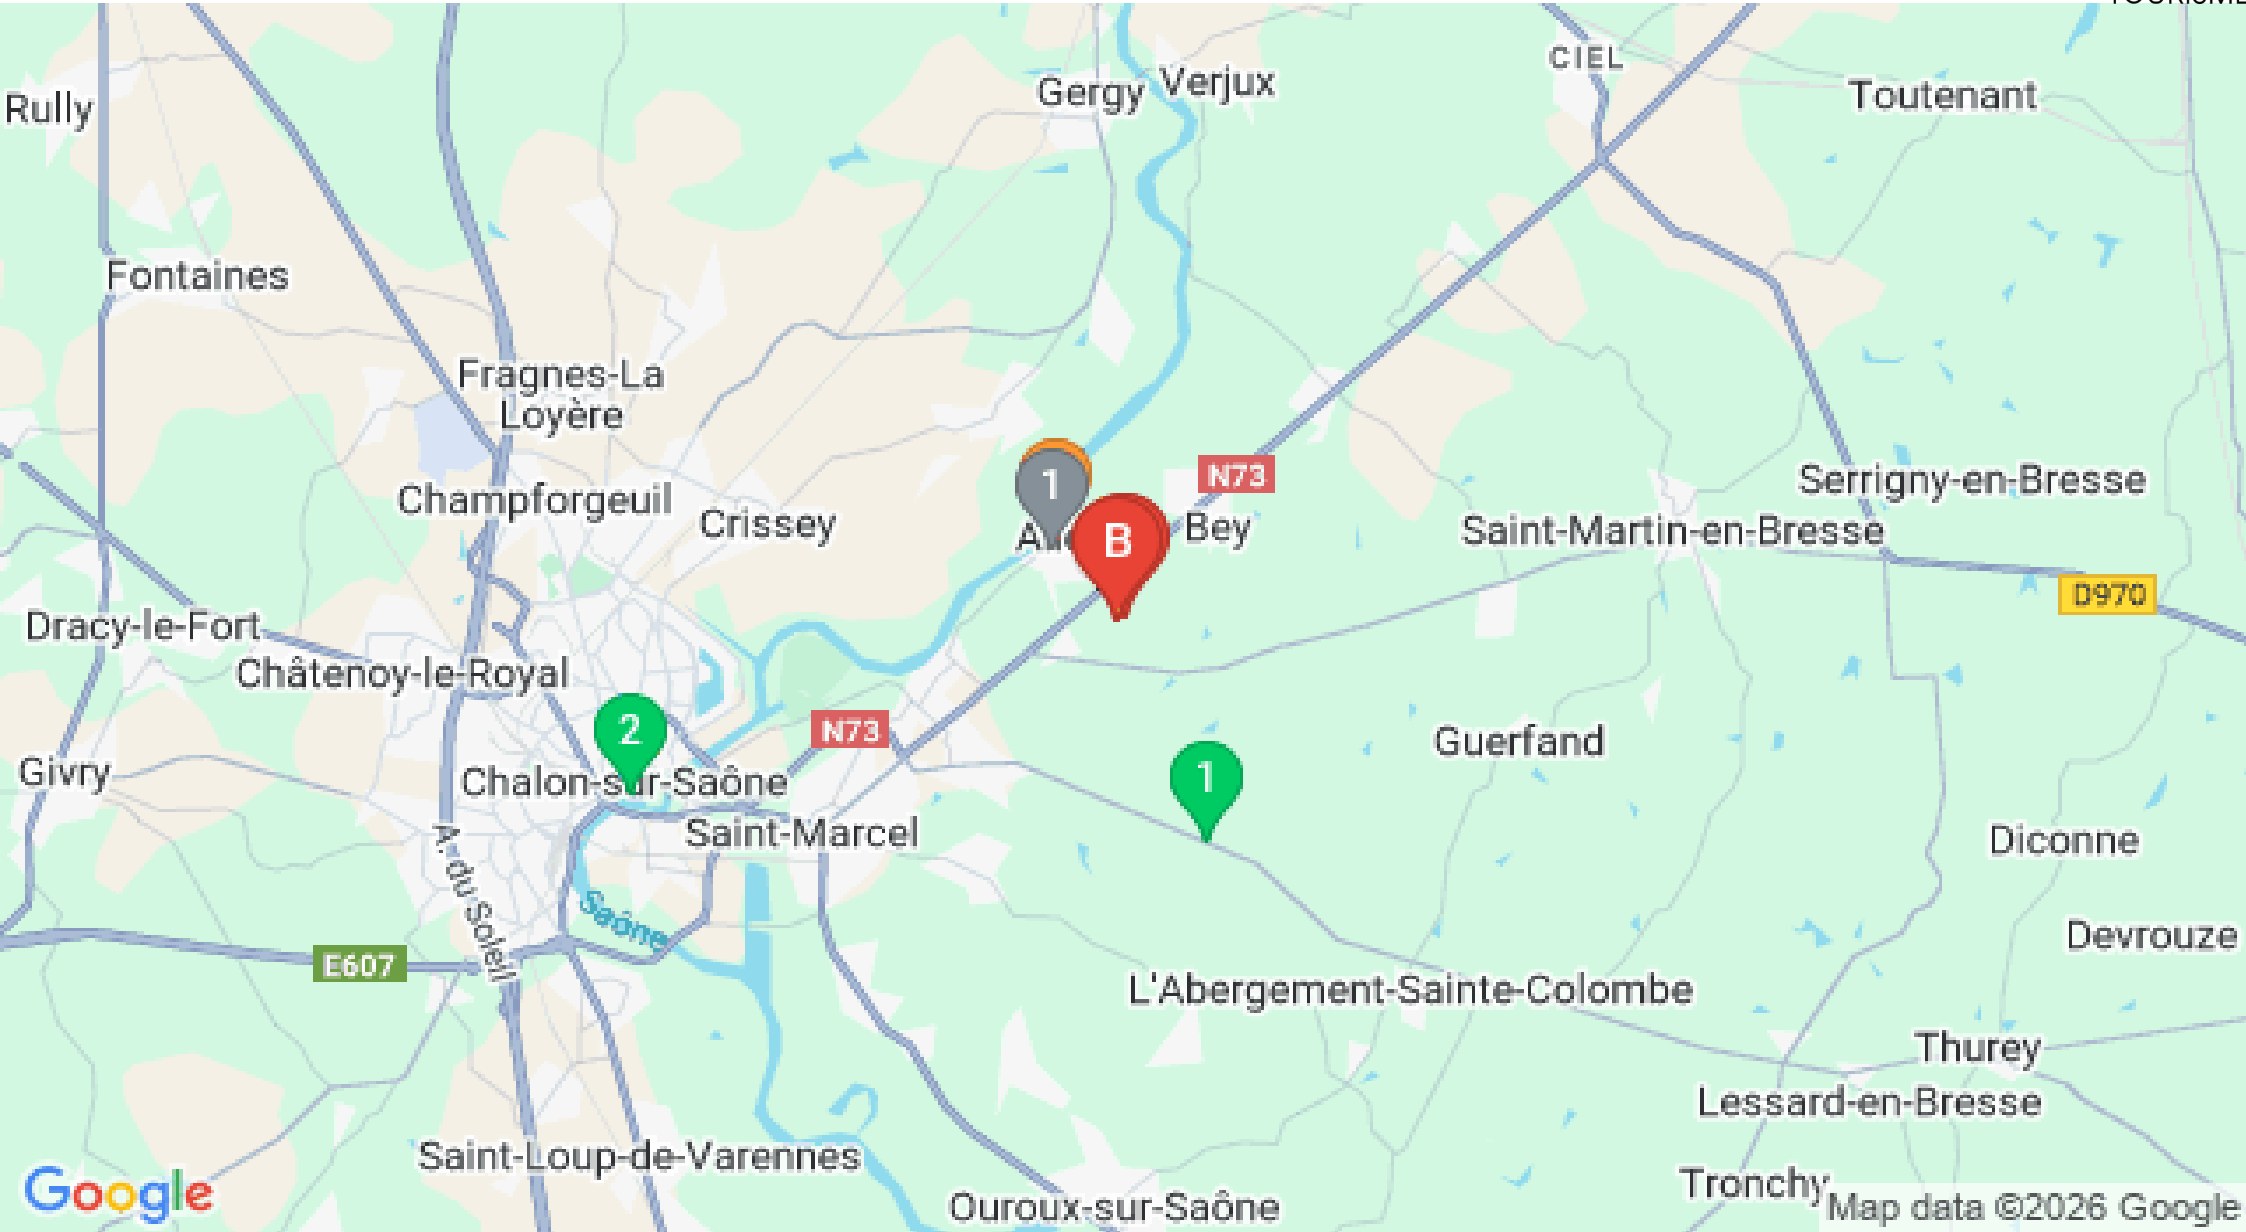 CIEL
Verjux
Gergy
Toutenant
Rully
Fontaines
Fragnes-La
Loyère
N73
1
Serrigny-en-Bresse
Champforgeuil
Crissey
B
Bey
Saint-Martin-en-Bresse
D970
Dracy-le-Fort
Châtenoy-le-Royal
2
N73
Guerfand
Givry
Chalon-sur-Saône
1
Saint-Marcel
Diconne
A. du Soleil
Saône
Devrouze
E607
L'Abergement-Sainte-Colombe
Thurey
Lessard-en-Bresse
Saint-Loup-de-Varennes
Tronchy
Google
Ouroux-sur-Saône
Map data ©2026 Google